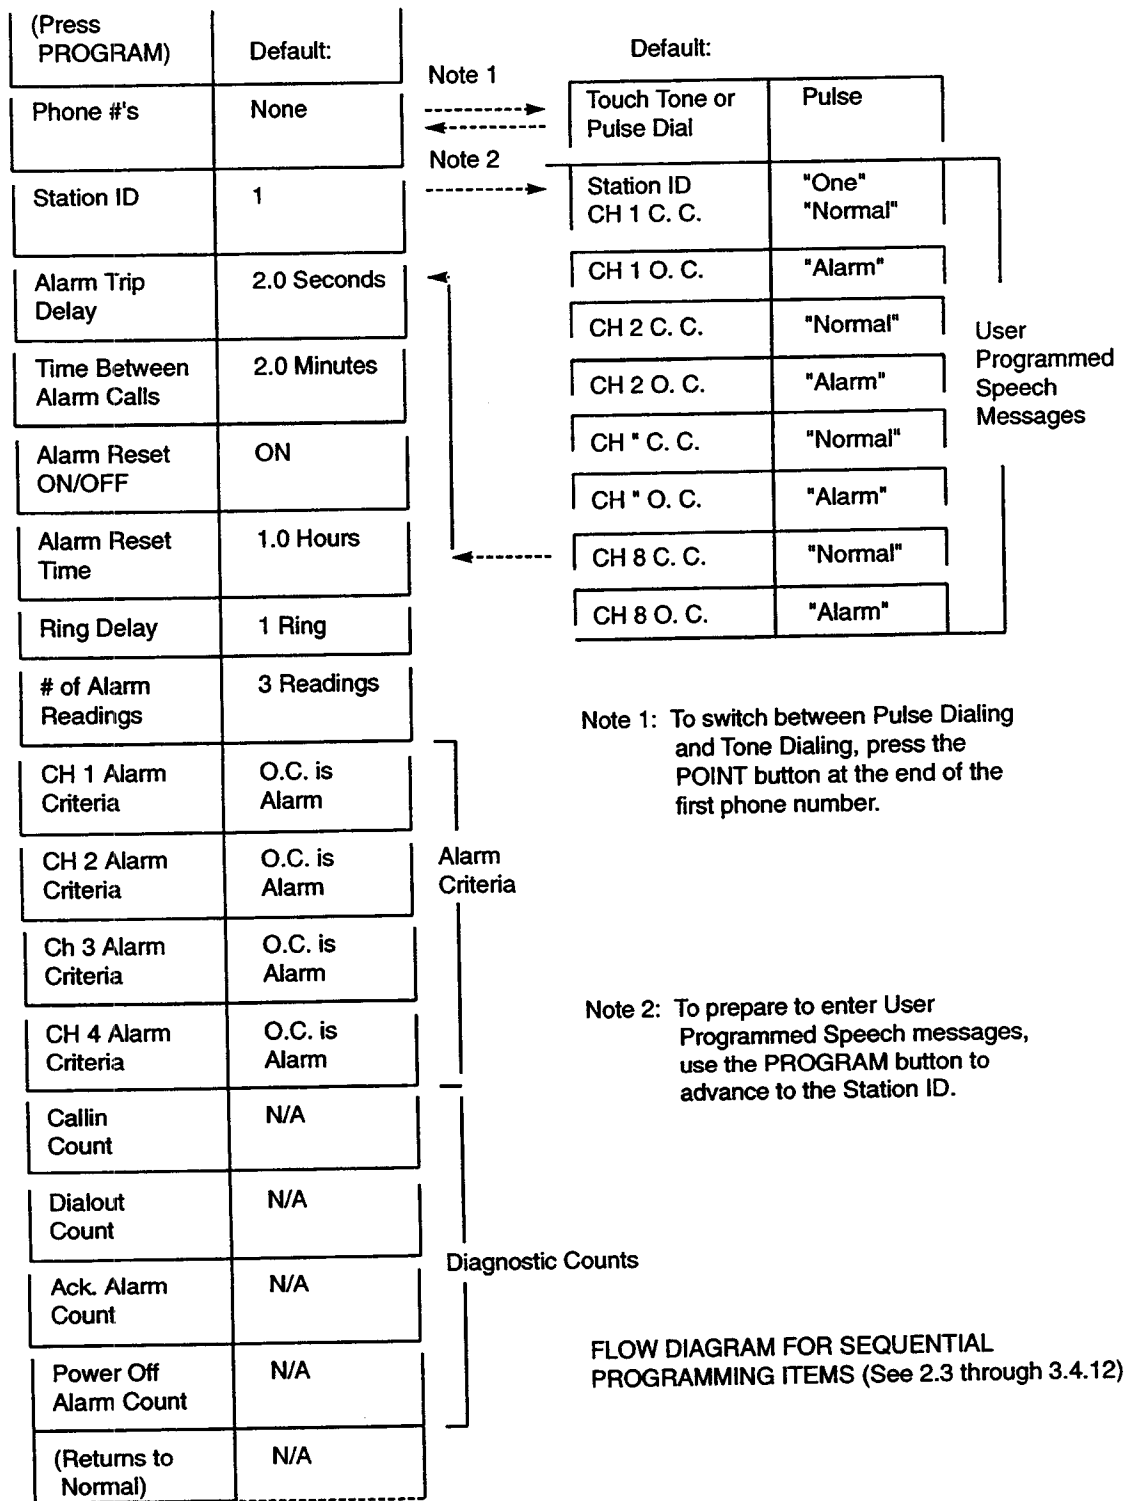 (Press
PROGRAM)
Default:
Phone #'s
None
Station ID
1
Alarm Trip
Delay
2.0 Seconds
Time Between
Alarm Calls
2.0 Minutes
Alarm Reset
ON/OFF
ON
Alarm Reset
Time
1.0 Hours
Ring Delay
1 Ring
# of Alarm
Readings
3 Readings
CH 1 Alarm
Criteria
O.C. is
Alarm
CH 2 Alarm
Criteria
O.C. is
Alarm
Ch 3 Alarm
Criteria
O.C. is
Alarm
CH 4 Alarm
Criteria
O.C. is
Alarm
Alarm
Criteria
Callin
Count
N/A
Dialout
Count
N/A
Ack. Alarm
Count
N/A
Power Off
Alarm Count
N/A
Diagnostic Counts
(Returns to
Normal)
N/A
Note 1
Note 2
Default:
Touch Tone or
Pulse Dial
Pulse
Station ID
"One"
CH 1 C. C.
"Normal"
CH 1 O. C.
"Alarm"
CH 2 C. C.
"Normal"
CH 2 O. C.
"Alarm"
CH " C. C.
"Normal"
CH " O. C.
"Alarm"
CH 8 C. C.
"Normal"
CH 8 O. C.
"Alarm"
User
Programmed
Speech
Messages
Note 1: To switch between Pulse Dialing
and Tone Dialing, press the
POINT button at the end of the
first phone number.
Note 2: To prepare to enter User
Programmed Speech messages,
use the PROGRAM button to
advance to the Station ID.
FLOW DIAGRAM FOR SEQUENTIAL
PROGRAMMING ITEMS (See 2.3 through 3.4.12)